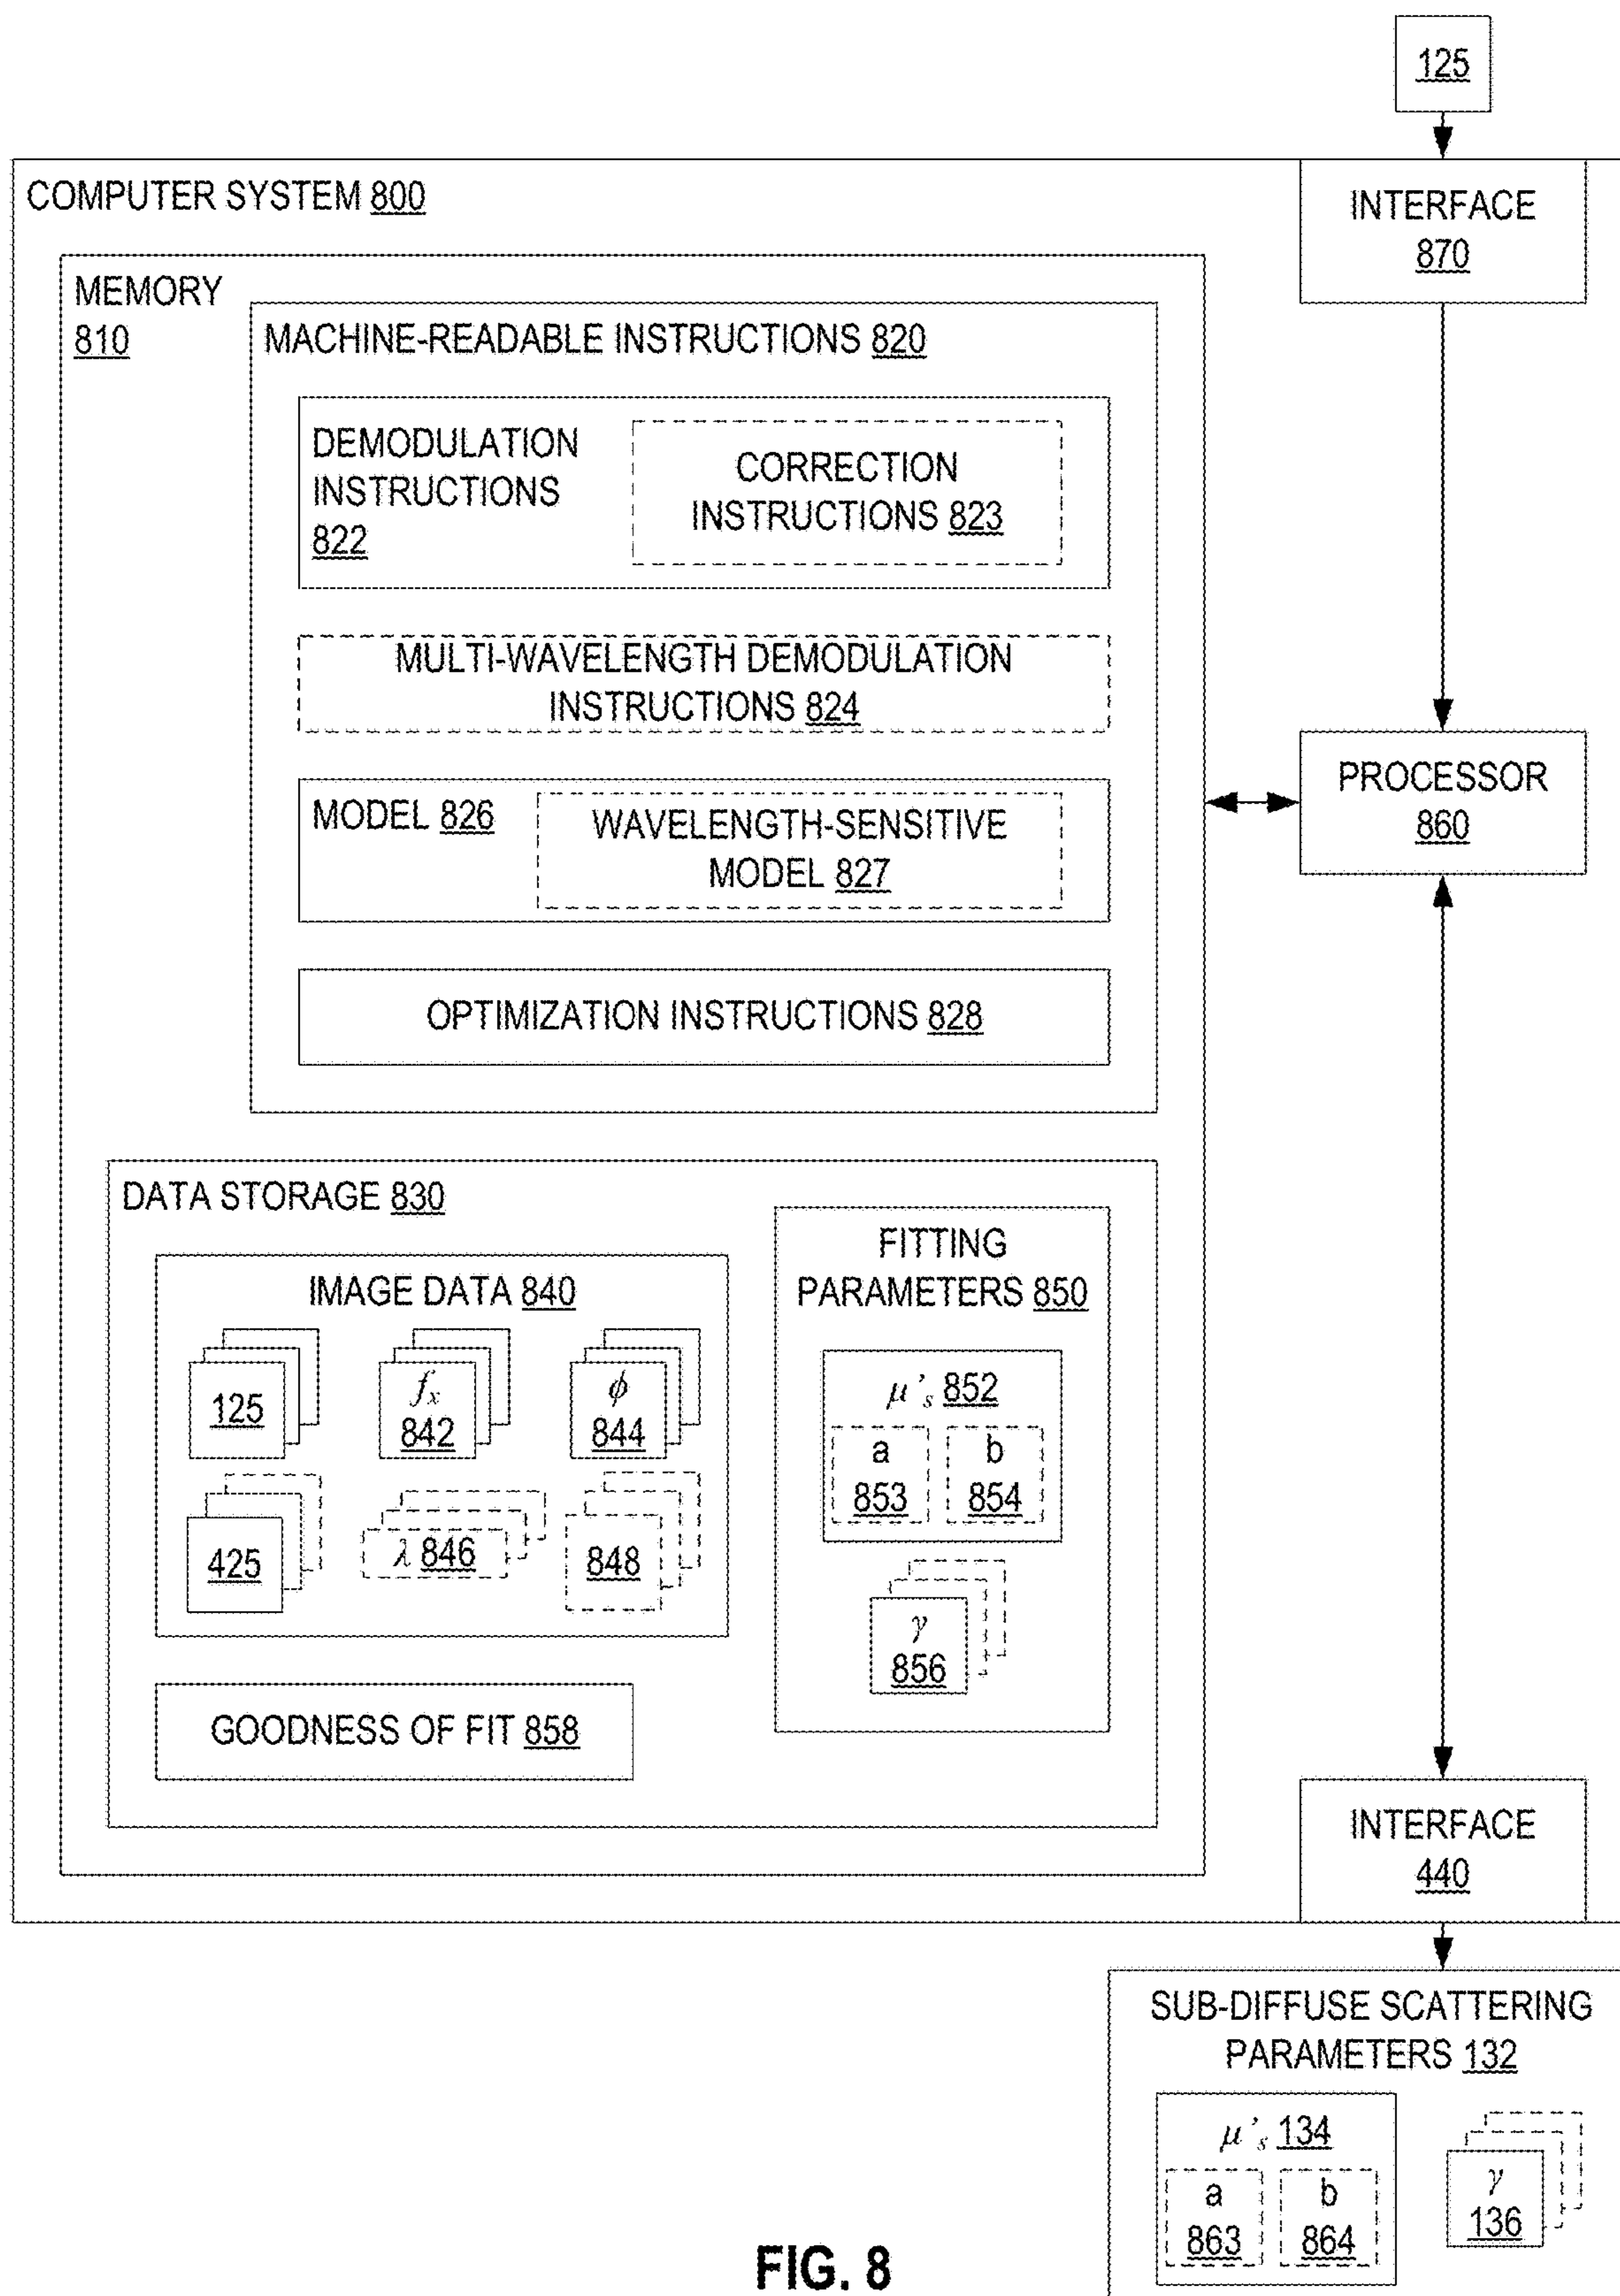 125
COMPUTER SYSTEM 800
INTERFACE
870
MEMORY
810
MACHINE-READABLE INSTRUCTIONS 820
DEMODULATION
INSTRUCTIONS
822
CORRECTION
INSTRUCTIONS 823
MULTI-WAVELENGTH DEMODULATION
INSTRUCTIONS 824
PROCESSOR
860
MODEL 826
WAVELENGTH-SENSITIVE
MODEL 827
OPTIMIZATION INSTRUCTIONS 828
DATA STORAGE 830
IMAGE DATA 840
125
fx
842
ϕ
844
425
λ 846
848
FITTING
PARAMETERS 850
μ's 852
a
853
b
854
γ
856
GOODNESS OF FIT 858
INTERFACE
440
SUB-DIFFUSE SCATTERING
PARAMETERS 132
μ's 134
a
863
b
864
γ
136
FIG. 8